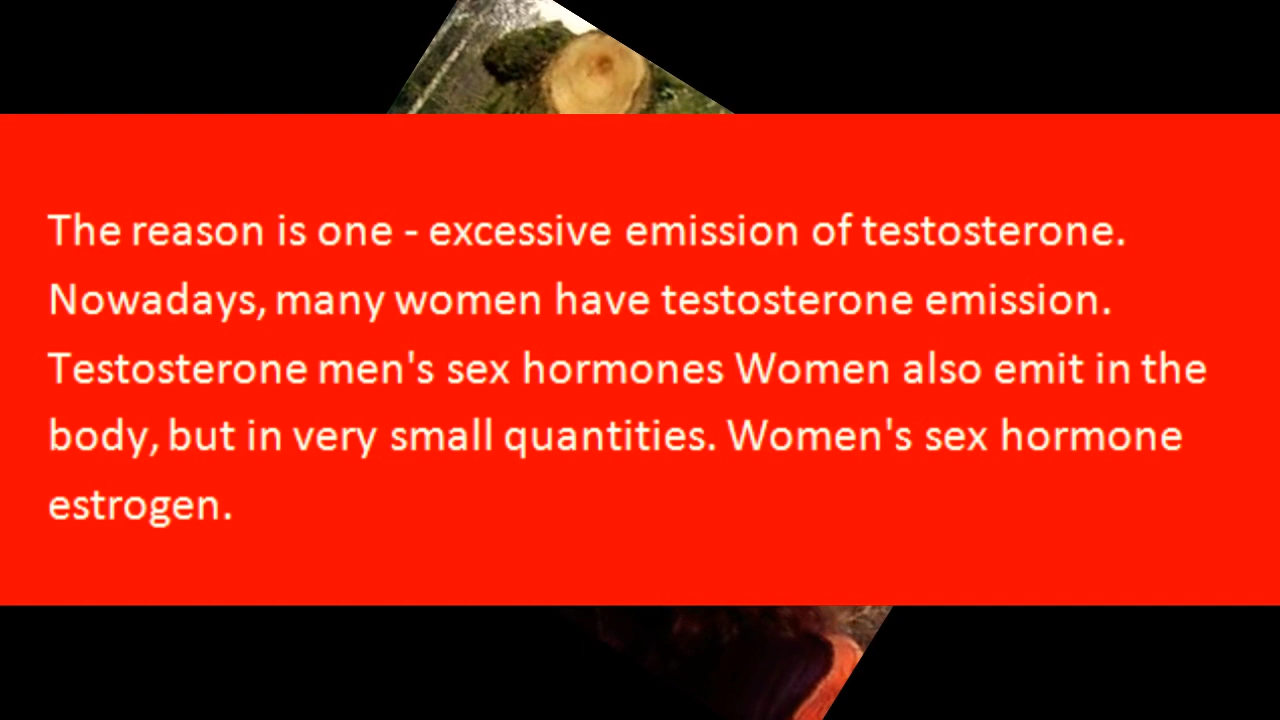 The reason is one - excessive emission of testosterone.
Nowadays, many women have testosterone emission.
Testosterone men's sex hormones Women also emit in the
body, but in very small quantities. Women's sex hormone
estrogen.